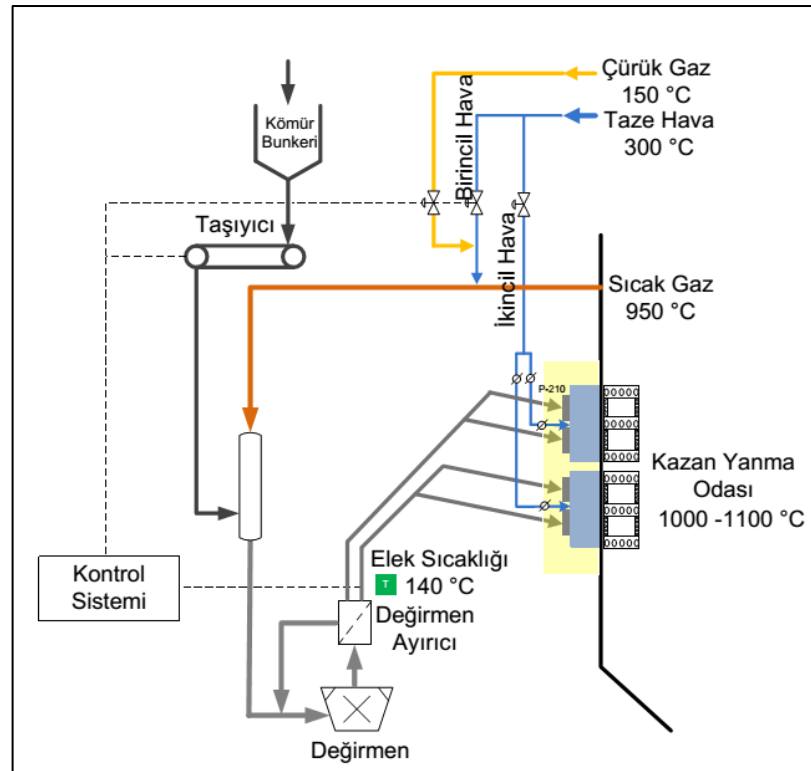 Çürük Gaz
150 °C
Taze Hava
300 °C
Kömür
Bunkeri
Birincil Hava
Taşıyıcı
İkincil Hava
Sıcak Gaz
950 °C
P-210
Kazan Yanma
Odası
1000 -1100 °C
Elek Sıcaklığı
T 140 °C
Değirmen
Ayırıcı
Kontrol
Sistemi
Değirmen